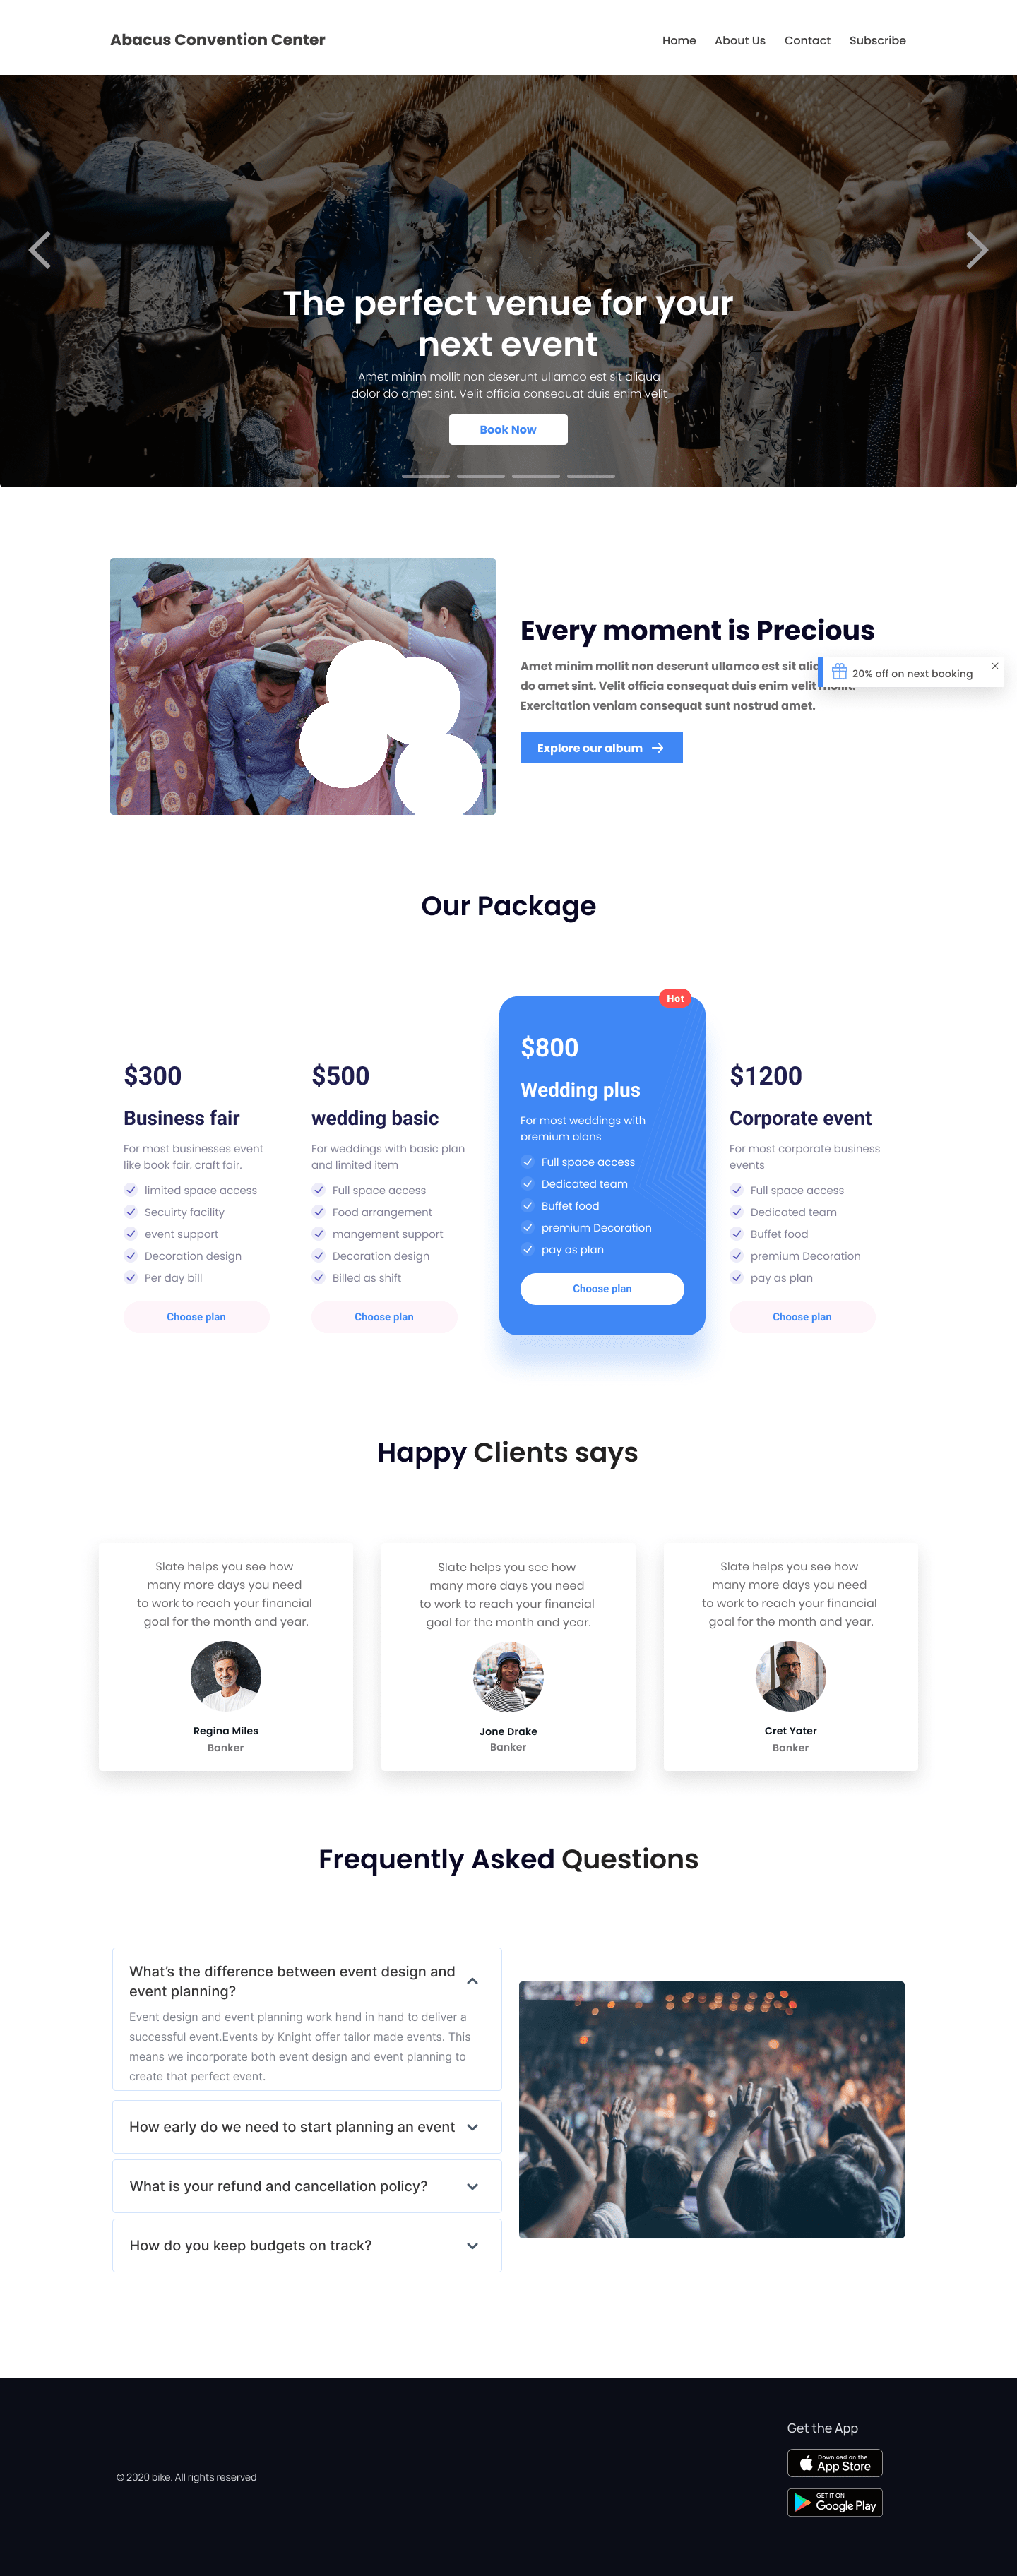 Abacus Convention Center
Home About Us Contact Subscribe
The perfect venue for your
next event
Amet minim mollit non deserunt ullamco est sit aliqua
dolor do amet sint. Velit officia consequat duis enim velit
Book Now
Every moment is Precious
Amet minim mollit non deserunt ullamco est sit
do amet sint. Velit officia consequat duis enim velit mollit.
Exercitation veniam consequat sunt nostrud amet.
20% off on next booking
Explore our album
Our Package
$300
Business fair
For most businesses event
like book fair. craft fair.
limited space access
Secuirty facility
event support
Decoration design
Per day bill
Choose plan
$500
wedding basic
For weddings with basic plan
and limited item
Full space access
Food arrangement
mangement support
Decoration design
Billed as shift
Choose plan
Hot
$800
Wedding plus
For most weddings with
premium plans
Full space access
Dedicated team
Buffet food
premium Decoration
pay as plan
Choose plan
$1200
Corporate event
For most corporate business
events
Full space access
Dedicated team
Buffet food
premium Decoration
pay as plan
Choose plan
Happy Clients says
Slate helps you see how
many more days you need
to work to reach your financial
goal for the month and year.
Regina Miles
Banker
Slate helps you see how
many more days you need
to work to reach your financial
goal for the month and year.
Jone Drake
Banker
Slate helps you see how
many more days you need
to work to reach your financial
goal for the month and year.
Cret Yater
Banker
Frequently Asked Questions
What's the difference between event design and
event planning?
Event design and event planning work hand in hand to deliver a
successful event.Events by Knight offer tailor made events. This
means we incorporate both event design and event planning to
create that perfect event.
How early do we need to start planning an event
What is your refund and cancellation policy?
How do you keep budgets on track?
© 2020 bike. All rights reserved
Get the App
Download on the
App Store
GET IT ON
Google Play